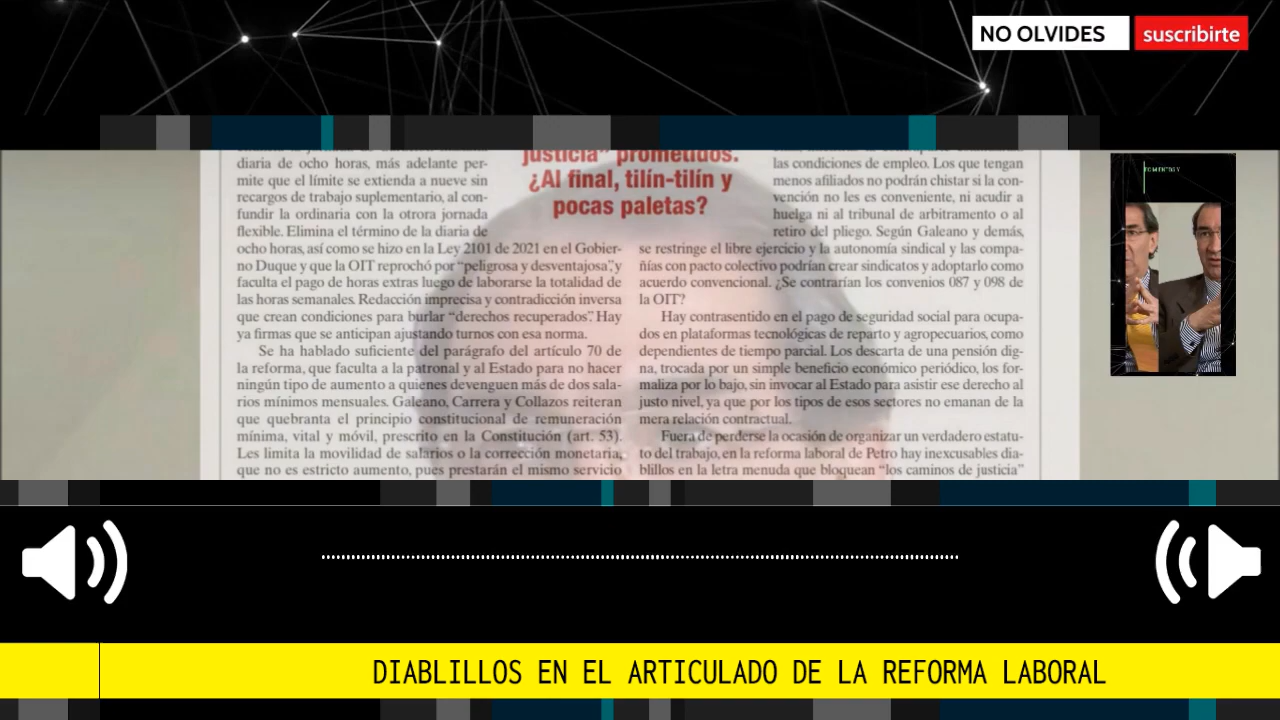 NO OLVIDES
suscribirte
justicia" prometidos.
¿Al final, tilín-tilín y
pocas paletas?
diaria de ocho horas, más adelante per-
mite que el límite se extienda a nueve sin
recargos de trabajo suplementario, al con-
fundir la ordinaria con la otrora jornada
flexible. Elimina el término de la diaria de
ocho horas, así como se hizo en la Ley 2101 de 2021 en el Gobier-
no Duque y que la OIT reprochó por “peligrosa y desventajosa”, y
faculta el pago de horas extras luego de laborarse la totalidad de
las horas semanales. Redacción imprecisa y contradicción inversa
que crean condiciones para burlar “derechos recuperados”. Hay
ya firmas que se anticipan ajustando turnos con esa norma.
Se ha hablado suficiente del parágrafo del artículo 70 de
la reforma, que faculta a la patronal y al Estado para no hacer
ningún tipo de aumento a quienes devenguen más de dos sala-
rios mínimos mensuales. Galeano, Carrera y Collazos reiteran
que quebranta el principio constitucional de remuneración
mínima, vital y móvil, prescrito en la Constitución (art. 53).
Les limita la movilidad de salarios o la corrección monetaria,
que no es estricto aumento, pues prestarán el mismo servicio
las condiciones de empleo. Los que tengan
menos afiliados no podrán chistar si la con-
vención no les es conveniente, ni acudir a
huelga ni al tribunal de arbitramento o al
retiro del pliego. Según Galeano y demás,
se restringe el libre ejercicio y la autonomía sindical y las compa-
ñías con pacto colectivo podrían crear sindicatos y adoptarlo como
acuerdo convencional. ¿Se contrarían los convenios 087 y 098 de
la OIT?
Hay contrasentido en el pago de seguridad social para ocupa-
dos en plataformas tecnológicas de reparto y agropecuarios, como
dependientes de tiempo parcial. Los descarta de una pensión dig-
na, trocada por un simple beneficio económico periódico, los for-
maliza por lo bajo, sin invocar al Estado para asistir ese derecho al
justo nivel, ya que por los tipos de esos sectores no emanan de la
mera relación contractual.
Fuera de perderse la ocasión de organizar un verdadero estatu-
to del trabajo, en la reforma laboral de Petro hay inexcusables dia-
blillos en la letra menuda que bloquean “los caminos de justicia”
DIABLILLOS EN EL ARTICULADO DE LA REFORMA LABORAL